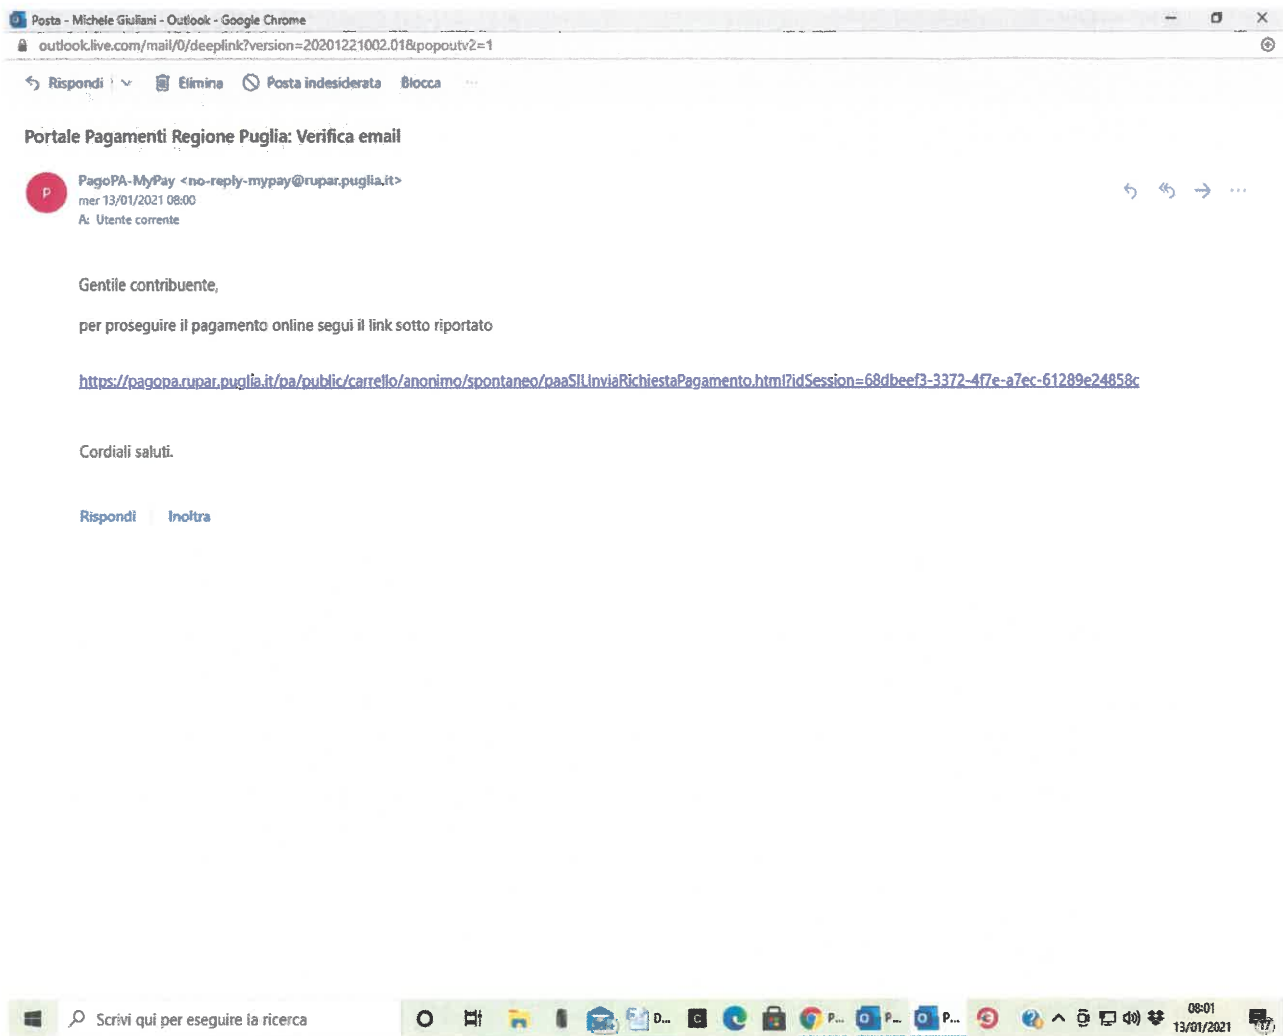 Posta - Michele Giuliani - Outlook - Google Chrome
outlook.live.com/mail/0/deeplink?version=20201221002.01&popoutv2=1
Rispondi Elimina Posta indesiderata Blocca ...
Portale Pagamenti Regione Puglia: Verifica email
P
PagoPA-MyPay <no-reply-mypay@rupar.puglia.it>
mer 13/01/2021 08:00
A: Utente corrente
Gentile contribuente,
per proseguire il pagamento online segui il link sotto riportato
https://pagopa.rupar.puglia.it/pa/public/carrello/anonimo/spontaneo/paaSILInviaRichiestaPagamento.html?idSession=68dbeef3-3372-4f7e-a7ec-61289e24858c
Cordiali saluti.
Rispondi Inoltra
Scrivi qui per eseguire la ricerca
D...
C
P...
P...
P...
08:01
13/01/2021